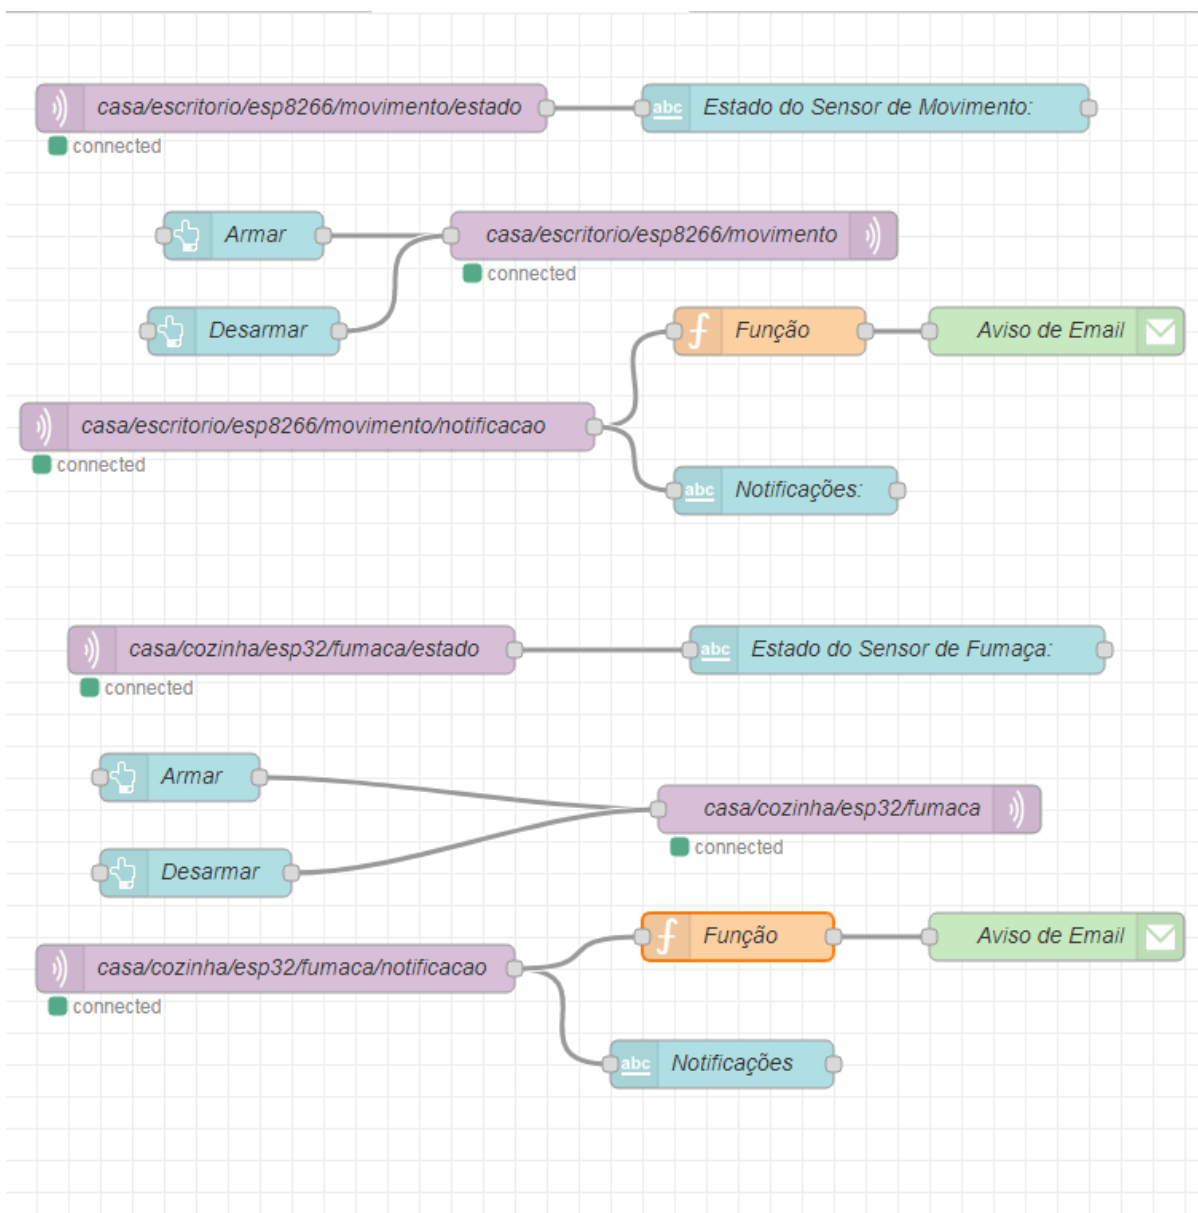 casa/escritorio/esp8266/movimento/estado
abc
Estado do Sensor de Movimento:
connected
Armar
casa/escritorio/esp8266/movimento
connected
Desarmar
Função
Aviso de Email
casa/escritorio/esp8266/movimento/notificacao
connected
abc
Notificações:
casa/cozinha/esp32/fumaca/estado
abc
Estado do Sensor de Fumaça:
connected
Armar
casa/cozinha/esp32/fumaca
connected
Desarmar
Função
Aviso de Email
casa/cozinha/esp32/fumaca/notificacao
connected
abc
Notificações